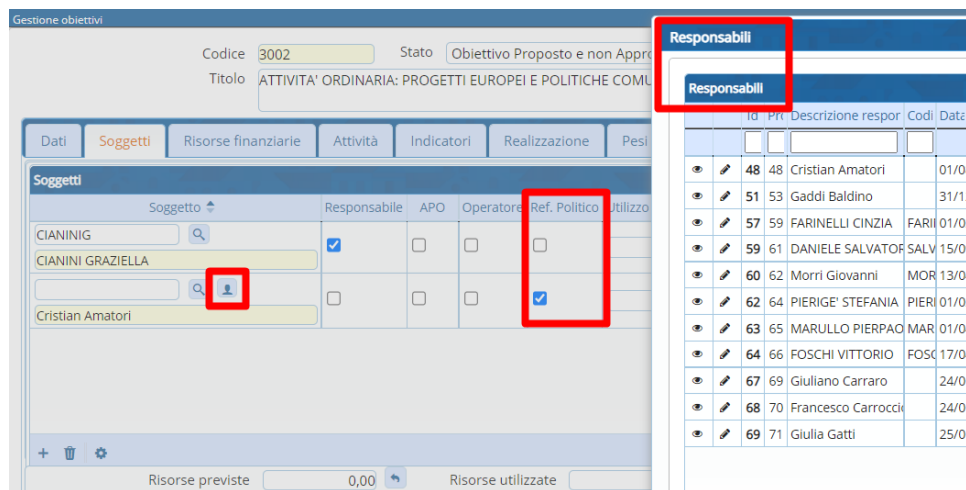 Gestione obiettivi
Codice 3002 Stato Obiettivo Proposto e non Appro
Titolo ATTIVITA' ORDINARIA: PROGETTI EUROPEI E POLITICHE COMU
Dati Soggetti Risorse finanziarie Attività Indicatori Realizzazione Pesi
Soggetti
Soggetto Responsabile APO Operatore Ref. Politico Utilizzo
CIANINIG
CIANINI GRAZIELLA
Cristian Amatori
Risorse previste 0,00 Risorse utilizzate
Responsabili
Responsabili
Id Pro Descrizione respor Codi Data
48 48 Cristian Amatori 01/0
51 53 Gaddi Baldino 31/1
57 59 FARINELLI CINZIA FARII 01/0
59 61 DANIELE SALVATOR SALV 15/0
60 62 Morri Giovanni MOR 13/0
62 64 PIERIGE' STEFANIA PIERI 01/0
63 65 MARULLO PIERPAO MAR 01/0
64 66 FOSCHI VITTORIO FOSC 17/0
67 69 Giuliano Carraro 24/0
68 70 Francesco Carroccio 24/0
69 71 Giulia Gatti 25/0